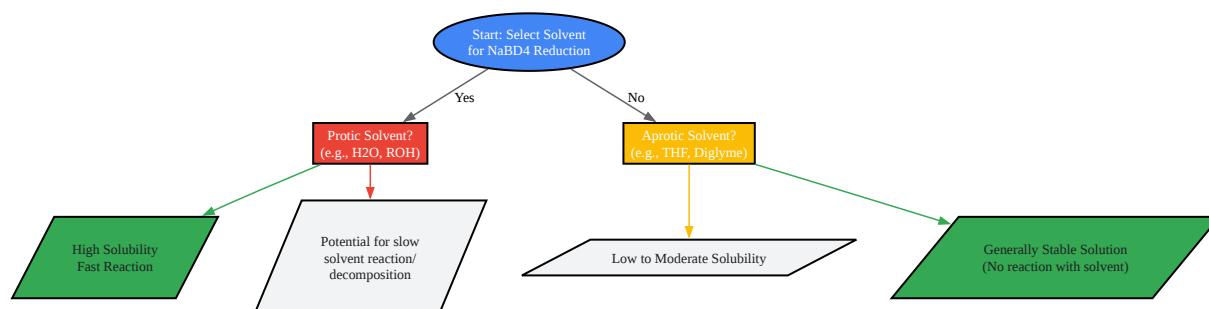 Start: Select Solvent
for NaBD4 Reduction
Yes
No
Protic Solvent?
(e.g., H2O, ROH)
Aprotic Solvent?
(e.g., THF, Diglyme)
High Solubility
Fast Reaction
Potential for slow
solvent reaction/
decomposition
Low to Moderate Solubility
Generally Stable Solution
(No reaction with solvent)